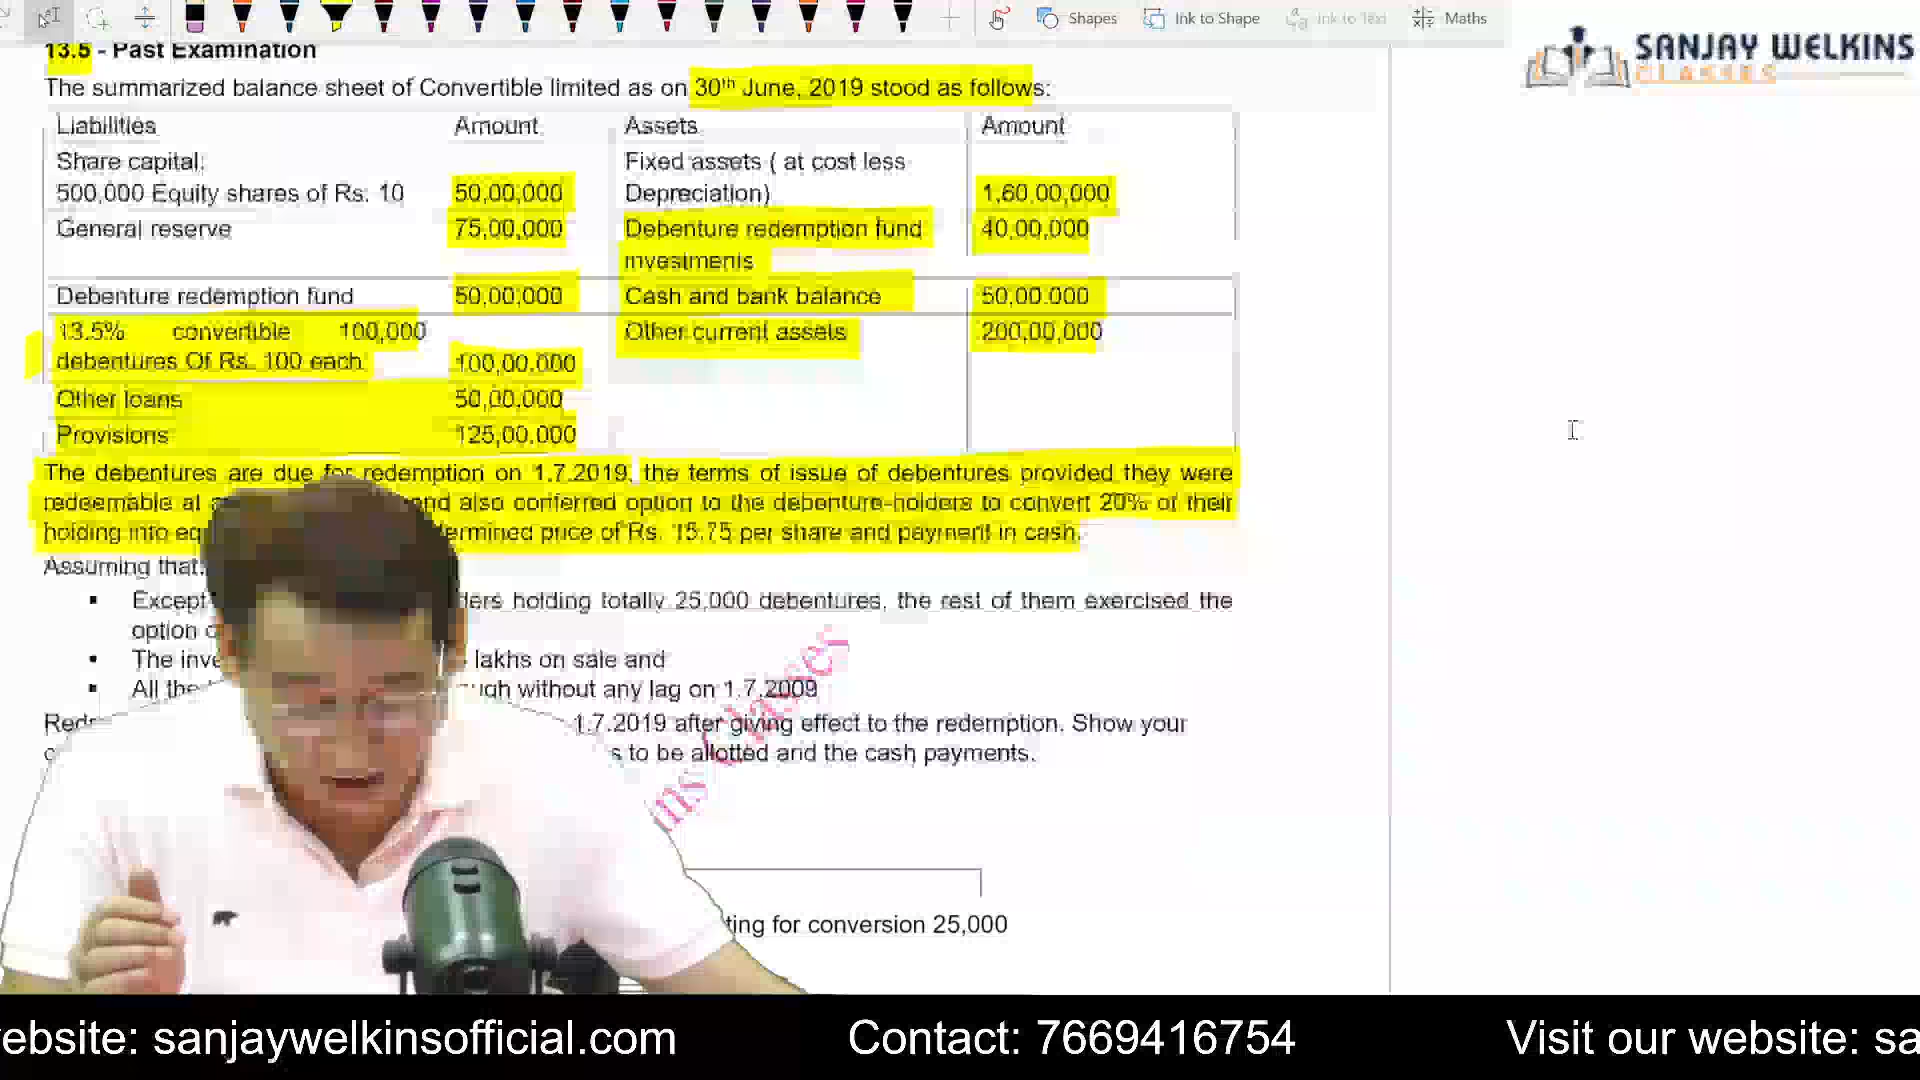 Shapes
Ink to Shape
Ink to Text
Maths
SANJAY WELKINS
CLASSES
13.5 - Past Examination
The summarized balance sheet of Convertible limited as on 30th June, 2019 stood as follows:
Liabilities Amount Assets Amount
Share capital: Fixed assets ( at cost less
500,000 Equity shares of Rs. 10 50,00,000 Depreciation) 1,60,00,000
General reserve 75,00,000 Debenture redemption fund 40,00,000
investments
Debenture redemption fund 50,00,000 Cash and bank balance 50,00,000
13.5% convertible 100,000 Other current assets 200,00,000
debentures Of Rs. 100 each 100,00,000
Other loans 50,00,000
Provisions 125,00,000
The debentures are due for redemption on 1.7.2019, the terms of issue of debentures provided they were
redeemable at and also conferred option to the debenture-holders to convert 20% of their
holding into price of Rs. 15.75 per share and payment in cash.
Assuming that:
Except holding totally 25,000 debentures, the rest of them exercised the
option
The lakhs on sale and
All the without any lag on 1.7.2009
1.7.2019 after giving effect to the redemption. Show your
to be allotted and the cash payments.
ns Classes
for conversion 25,000
ebsite: sanjaywelkinsofficial.com Contact: 7669416754 Visit our website: sa